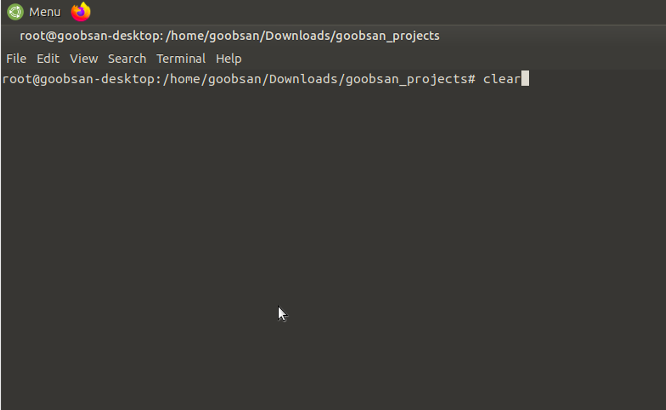 Menu
root@goobsan-desktop:/home/goobsan/Downloads/goobsan_projects
File Edit View Search Terminal Help
root@goobsan-desktop:/home/goobsan/Downloads/goobsan_projects# clear